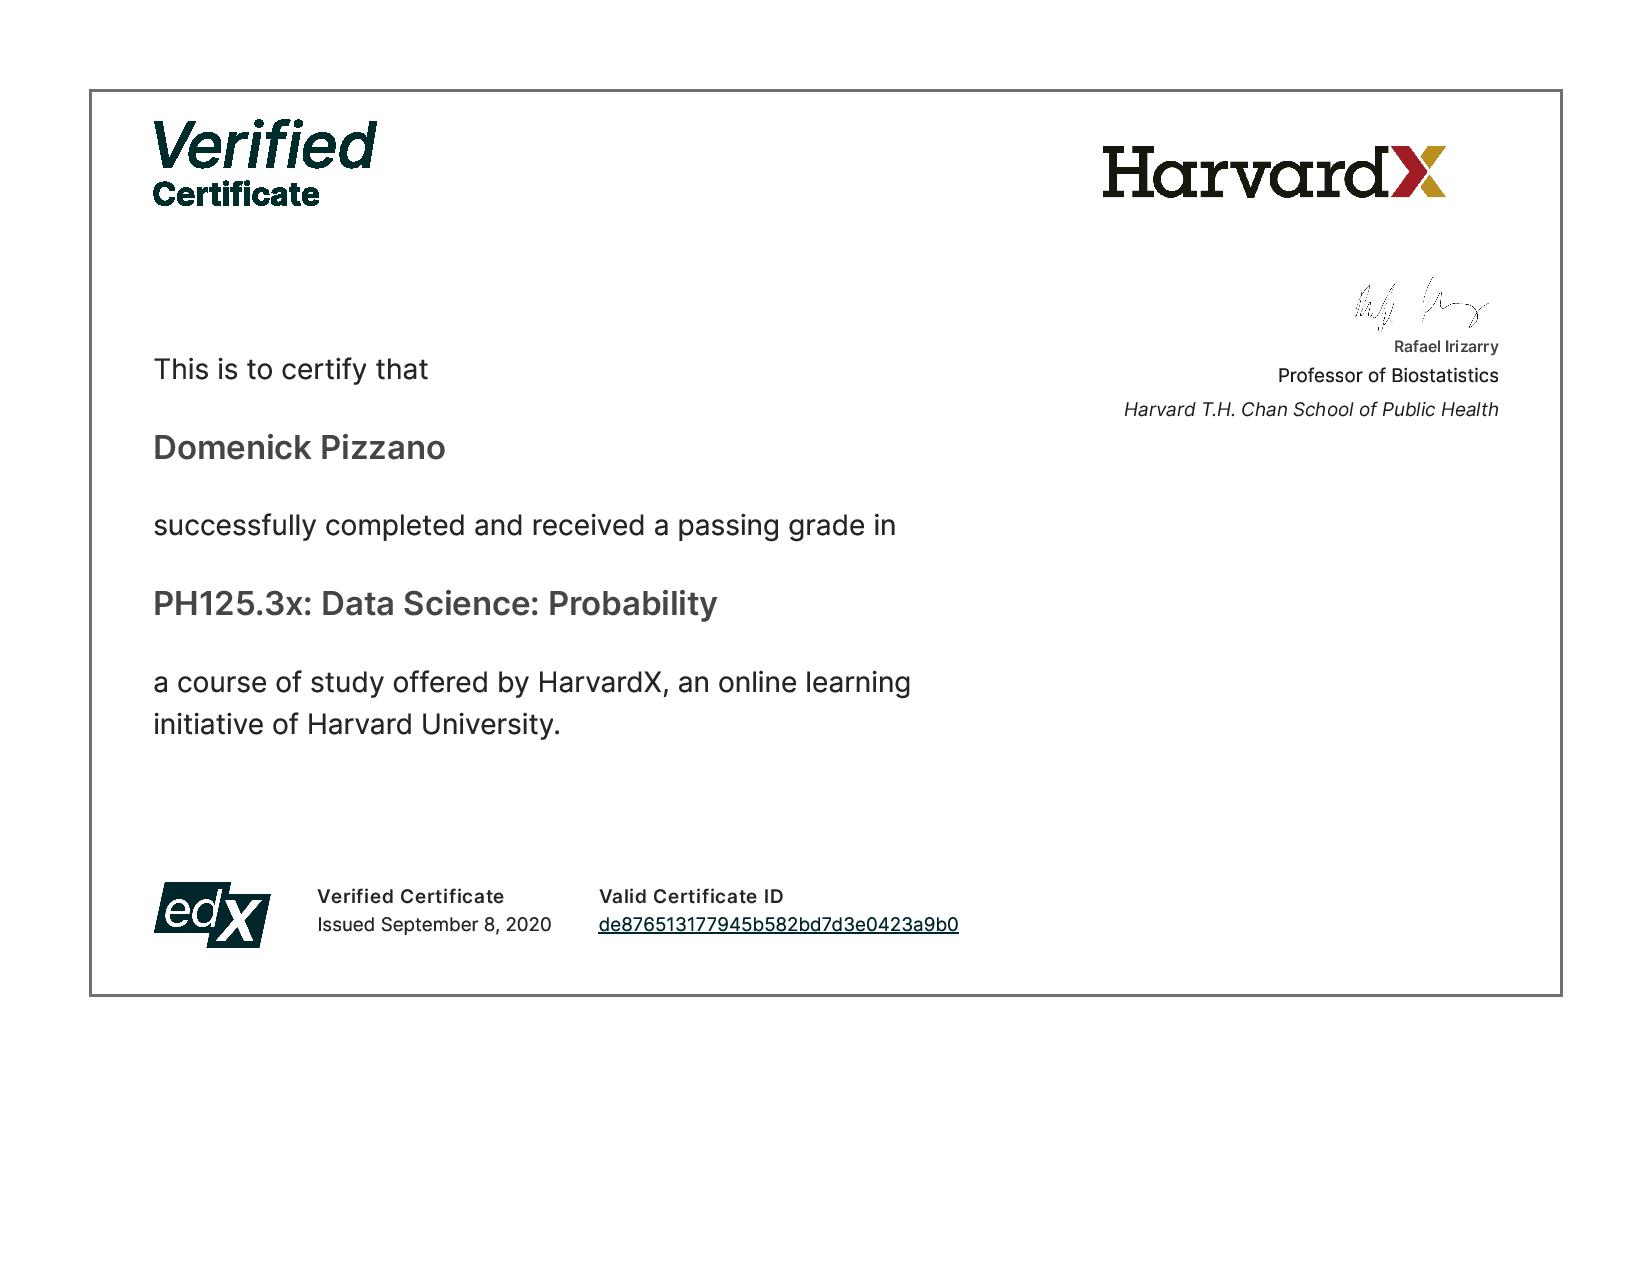 Verified
Certificate
HarvardX
Rafael Irizarry
Professor of Biostatistics
Harvard T.H. Chan School of Public Health
This is to certify that
Domenick Pizzano
successfully completed and received a passing grade in
PH125.3x: Data Science: Probability
a course of study offered by HarvardX, an online learning
initiative of Harvard University.
edX
Verified Certificate
Issued September 8, 2020
Valid Certificate ID
de876513177945b582bd7d3e0423a9b0